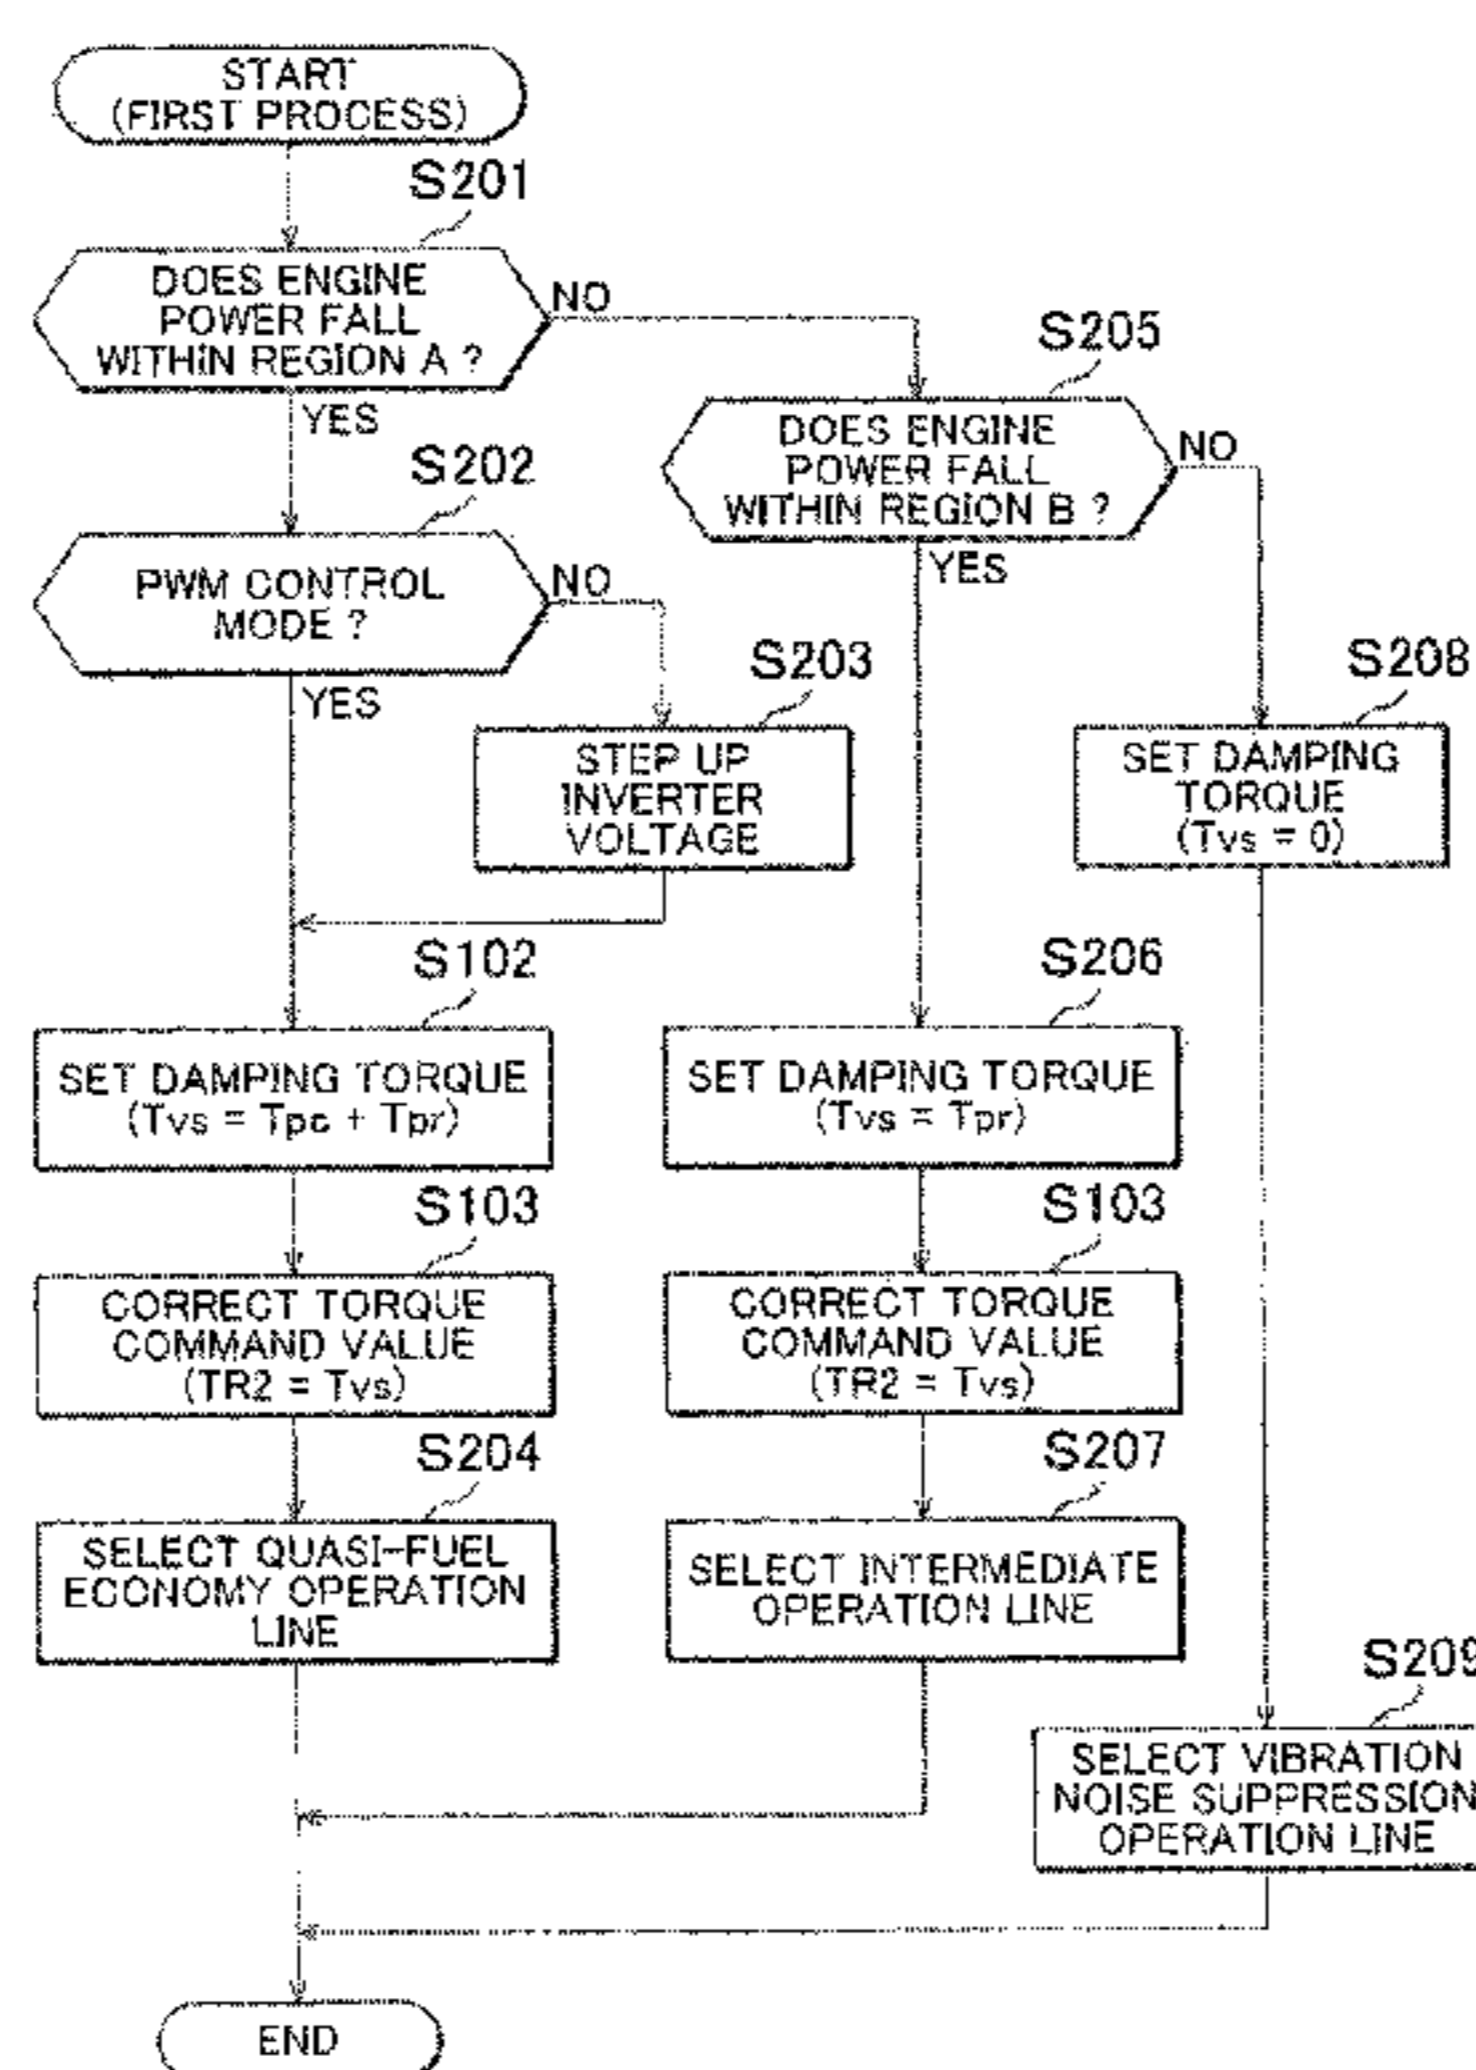 START
(FIRST PROCESS)
S201
DOES ENGINE
POWER FALL
WITHIN REGION A ?
NO
YES
S205
DOES ENGINE
POWER FALL
WITHIN REGION B ?
NO
YES
S202
PWM CONTROL
MODE ?
NO
YES
S203
STEP UP
INVERTER
VOLTAGE
S208
SET DAMPING
TORQUE
(Tvs = 0)
S102
SET DAMPING TORQUE
(Tvs = Tpc + Tpr)
S206
SET DAMPING TORQUE
(Tvs = Tpr)
S103
CORRECT TORQUE
COMMAND VALUE
(TR2 = Tvs)
S103
CORRECT TORQUE
COMMAND VALUE
(TR2 = Tvs)
S204
SELECT QUASI-FUEL
ECONOMY OPERATION
LINE
S207
SELECT INTERMEDIATE
OPERATION LINE
S209
SELECT VIBRATION
NOISE SUPPRESSION
OPERATION LINE
END